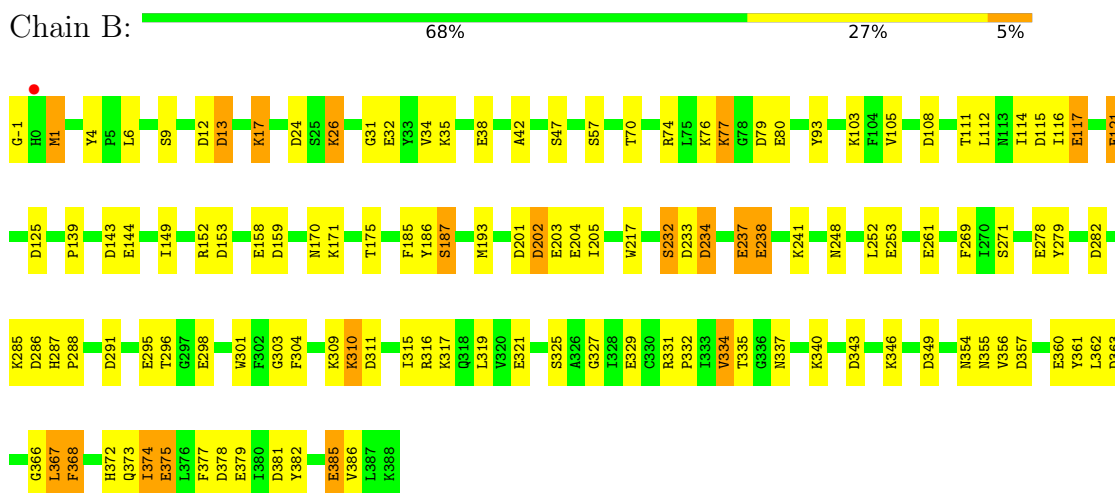 Chain B:
68% 27% 5%
G-1 H0 M1 Y4 P5 L6 S9 D12 D13 K17 D24 S25 K26 G31 E32 Y33 V34 K35 E38 A42 S47 S57 T70 R74 L75 K76 K77 G78 D79 E80 Y93 K103 F104 V105 D108 T111 L112 N113 I114 D115 I116 E117
D125 P139 D143 E144 I149 R152 D153 E158 D159 N170 K171 T175 F185 Y186 S187 M193 D201 D202 E203 E204 I205 W217 S232 D233 D234 E237 E238 K241 N248 L252 E253 E261 F269 I270 S271 E278 Y279 D282
K285 D286 H287 P288 D291 E295 T296 G297 E298 W301 F302 G303 F304 K309 K310 D311 I315 R316 K317 Q318 L319 V320 E321 S325 A326 G327 I328 E329 C330 R331 P332 I333 V334 T335 G336 N337 K340 D343 K346 D349 N354 N355 V356 D357 E360 Y361 L362
G366 L367 F368 H372 Q373 I374 E375 L376 F377 D378 E379 I380 D381 Y382 E385 V386 L387 K388